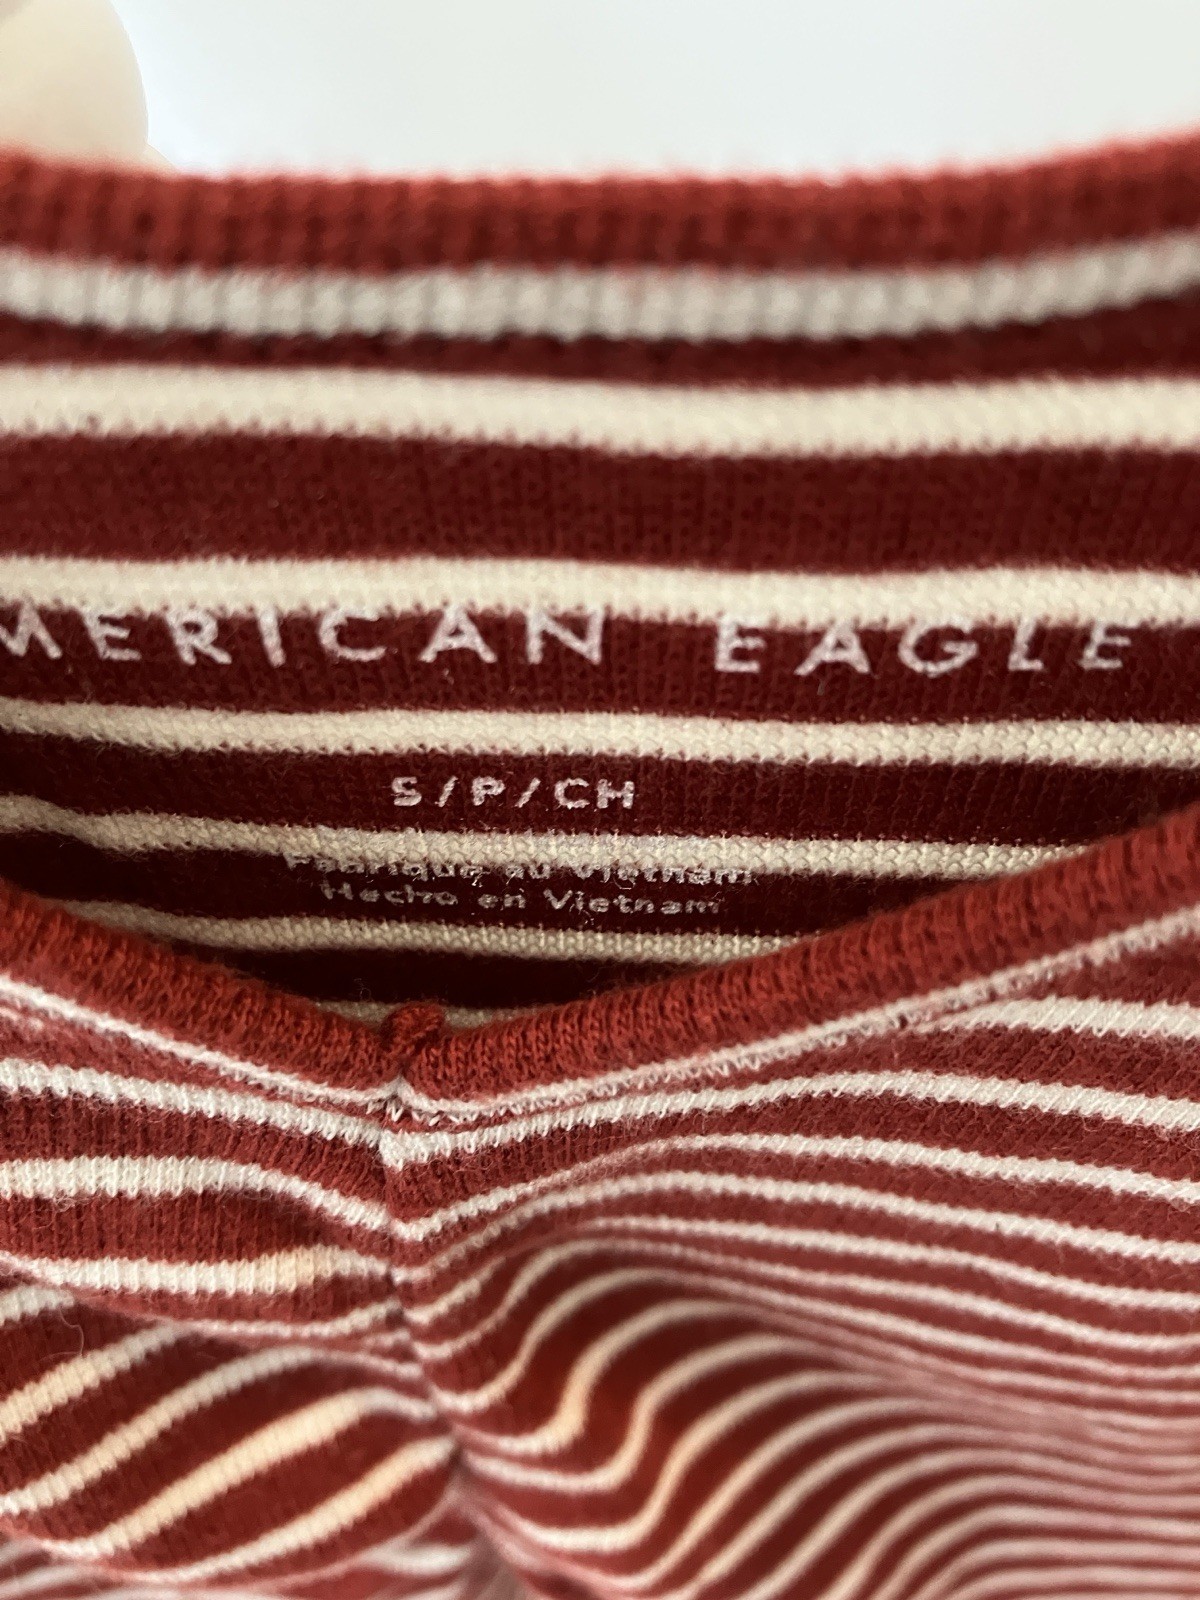 MERICAN EAGLE
S/P/CH
Fabriqué au Vietnam
Hecho en Vietnam